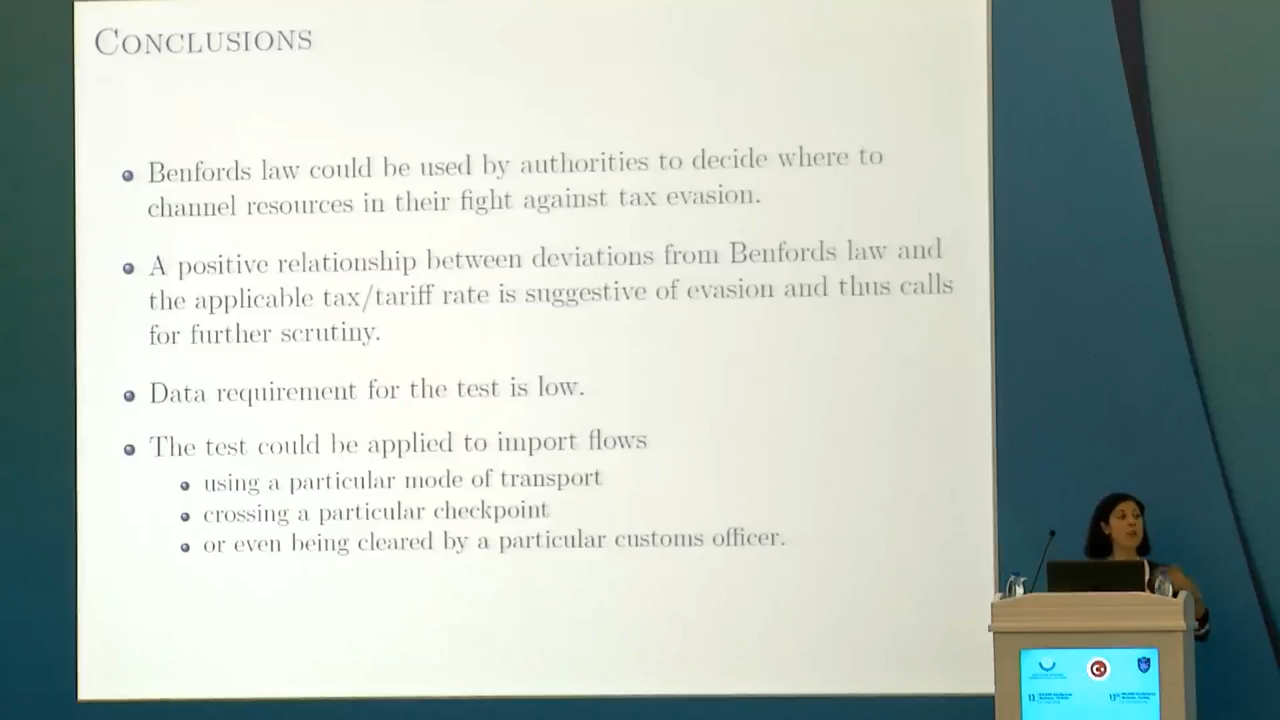 CONCLUSIONS
Benfords law could be used by authorities to decide where to
channel resources in their fight against tax evasion.
A positive relationship between deviations from Benfords law and
the applicable tax/tariff rate is suggestive of evasion and thus calls
for further scrutiny.
Data requirement for the test is low.
The test could be applied to import flows
using a particular mode of transport
crossing a particular checkpoint
or even being cleared by a particular customs officer.